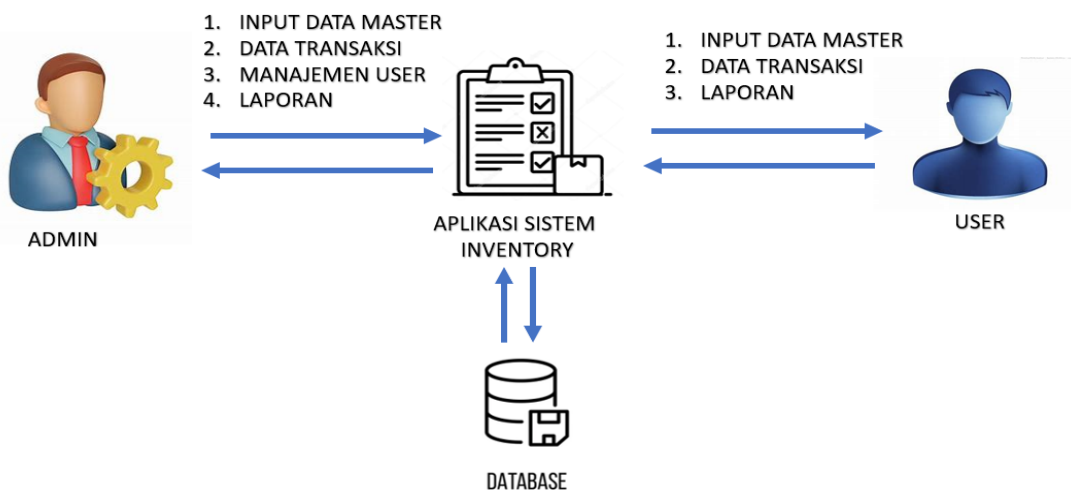 1. INPUT DATA MASTER
2. DATA TRANSAKSI
3. MANAJEMEN USER
4. LAPORAN
1. INPUT DATA MASTER
2. DATA TRANSAKSI
3. LAPORAN
ADMIN
APLIKASI SISTEM
INVENTORY
USER
DATABASE